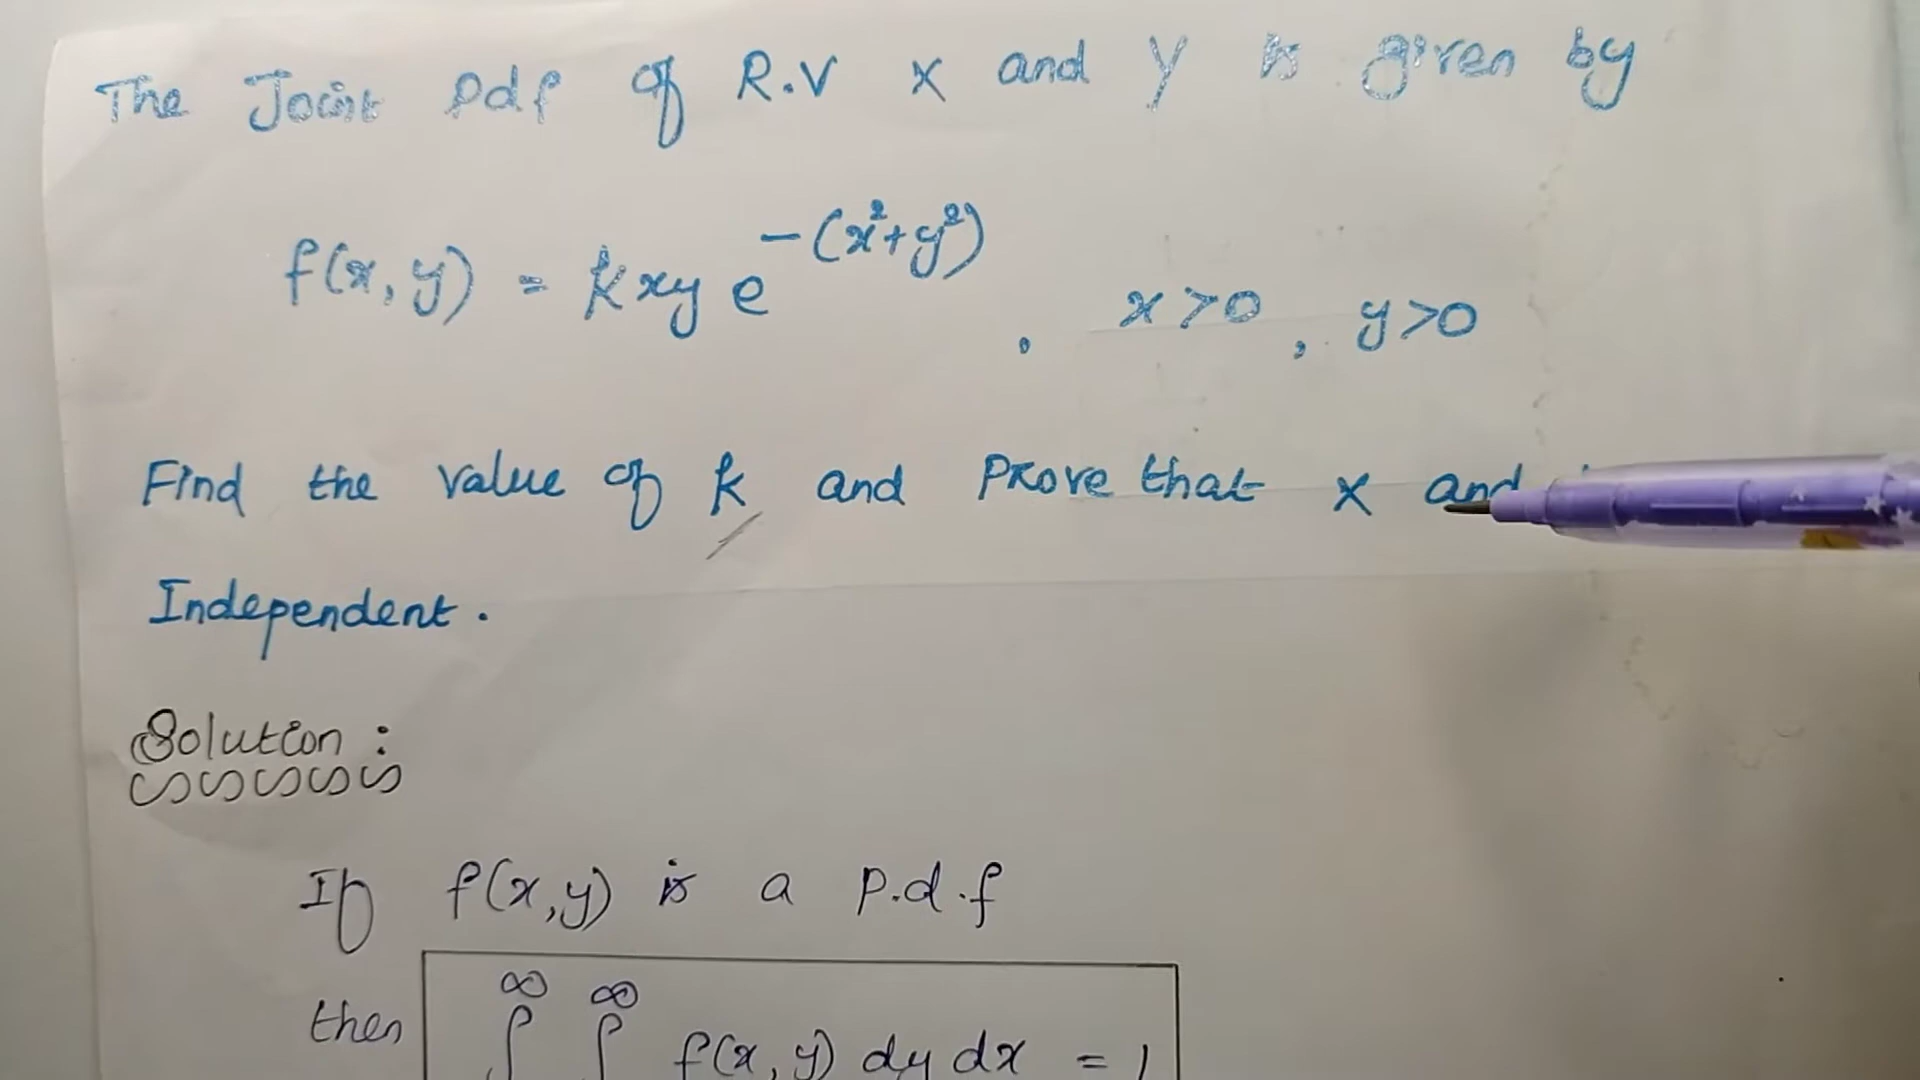 The Joint Pdf of R.V X and Y is given by
f(x, y) = kxy e^-(x²+y²) , x>0 , y>0
Find the value of k and Prove that X and
Independent.
Solution :
If f(x,y) is a p.d.f
then ∫∞ ∫∞ f(x, y) dy dx = 1